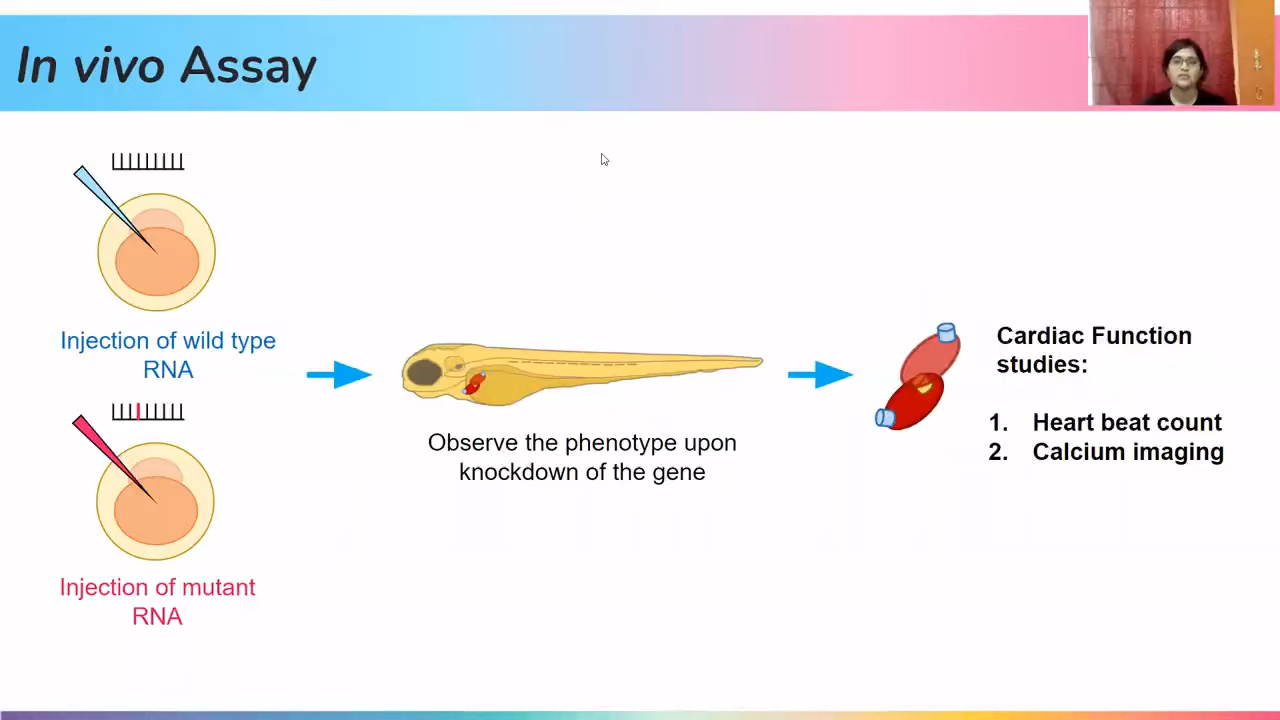 In vivo Assay
Injection of wild type
RNA
Injection of mutant
RNA
Observe the phenotype upon
knockdown of the gene
Cardiac Function
studies:
1. Heart beat count
2. Calcium imaging